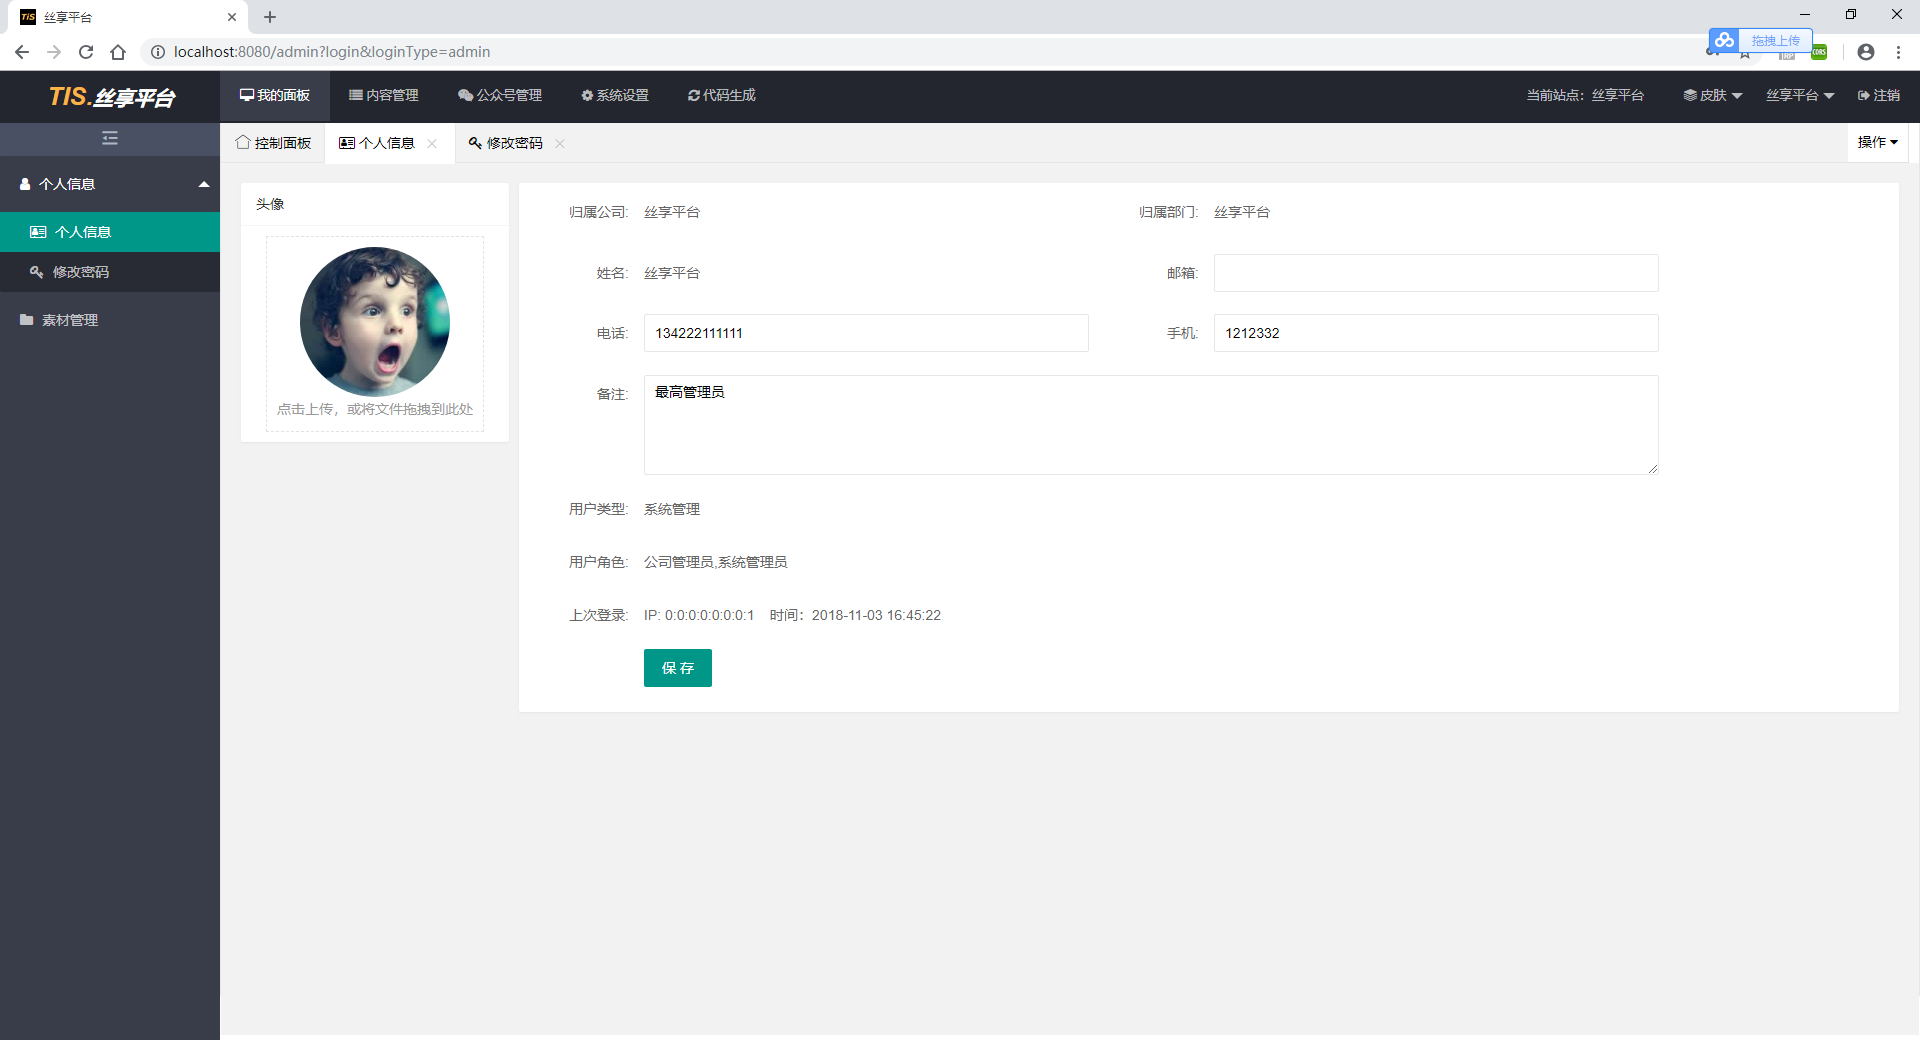 TIS 丝享平台
localhost:8080/admin?login&loginType=admin
拖拽上传
CORS
TIS.丝享平台
我的面板 内容管理 公众号管理 系统设置 代码生成 当前站点：丝享平台 皮肤 丝享平台 注销
控制面板 个人信息 修改密码 操作
个人信息
个人信息
修改密码
素材管理
头像
点击上传，或将文件拖拽到此处
归属公司: 丝享平台 归属部门: 丝享平台
姓名: 丝享平台 邮箱:
电话: 134222111111 手机: 1212332
备注: 最高管理员
用户类型: 系统管理
用户角色: 公司管理员,系统管理员
上次登录: IP: 0:0:0:0:0:0:0:1 时间：2018-11-03 16:45:22
保 存